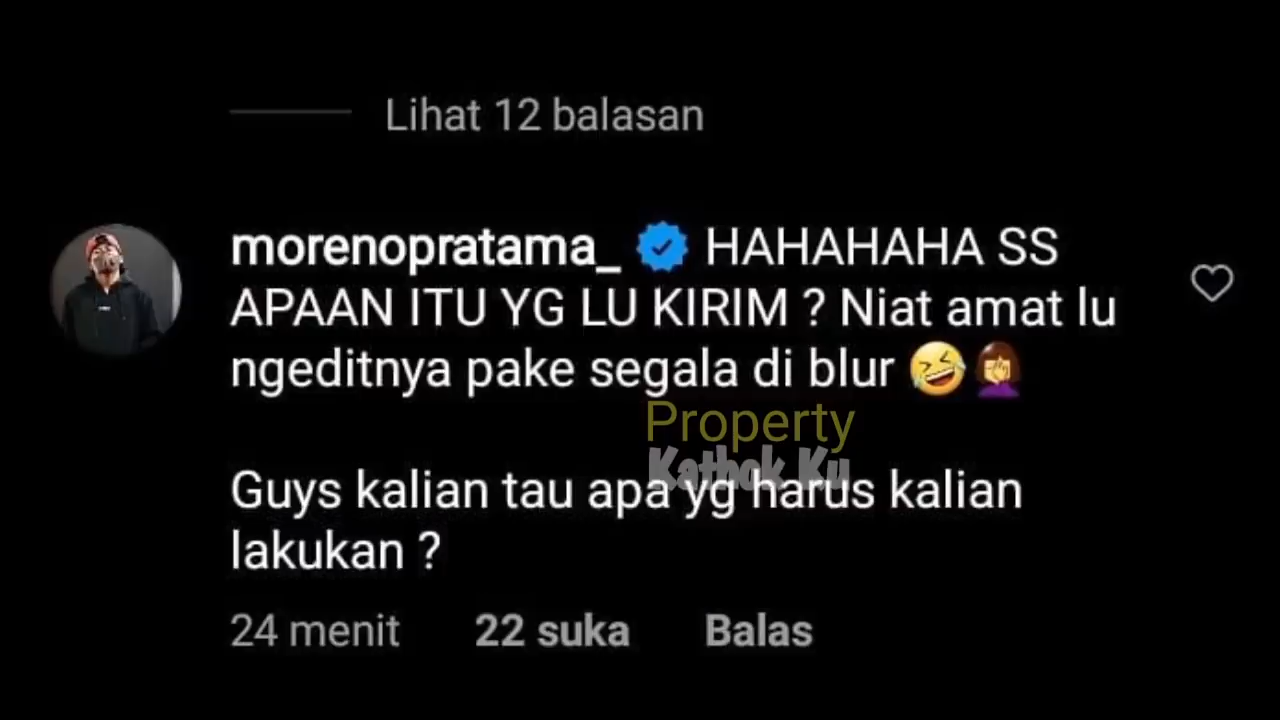 Lihat 12 balasan
morenopratama_ HAHAHAHA SS
APAAN ITU YG LU KIRIM ? Niat amat lu
ngeditnya pake segala di blur 🤣🤦‍♀️
Property
Kathok Ku
Guys kalian tau apa yg harus kalian
lakukan ?
24 menit 22 suka Balas